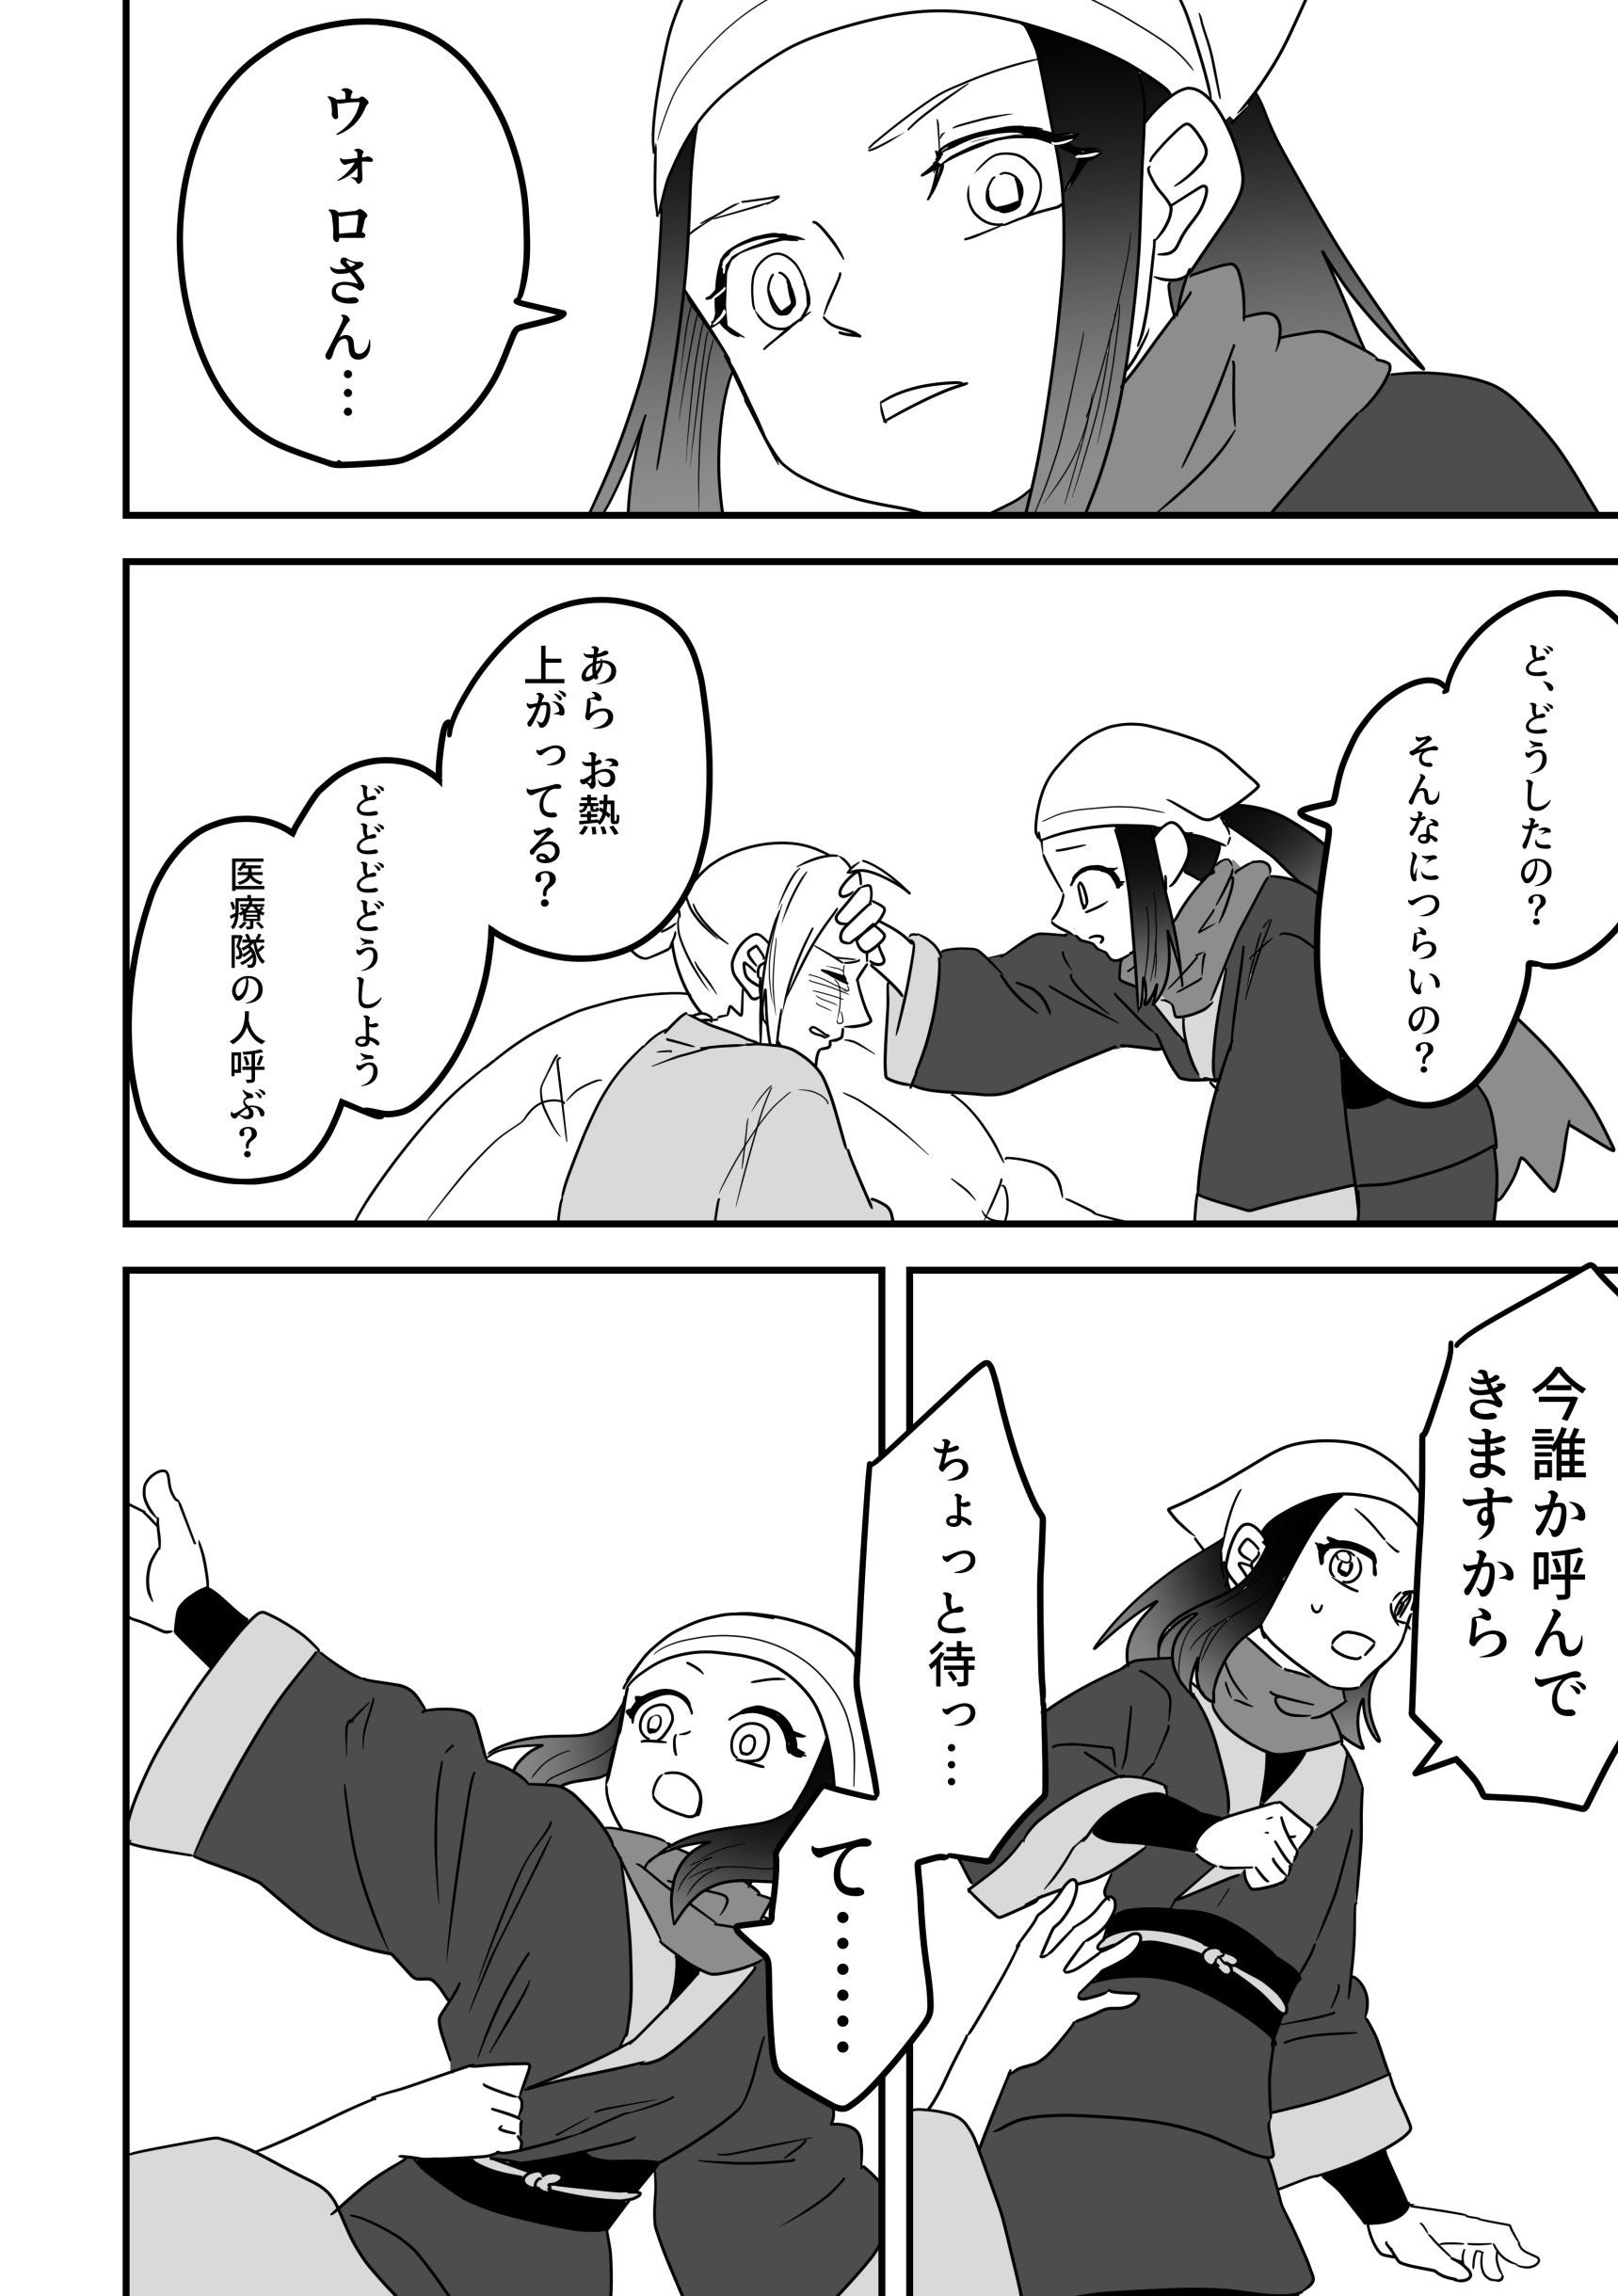 ウォロさん…
ど、どうしたの？
そんなにつらいの？
あら お熱
上がってる？
どどどどうしよう
医療隊の人呼ぶ？
今誰か呼んで
きますから
ちょっと待っ…
て……